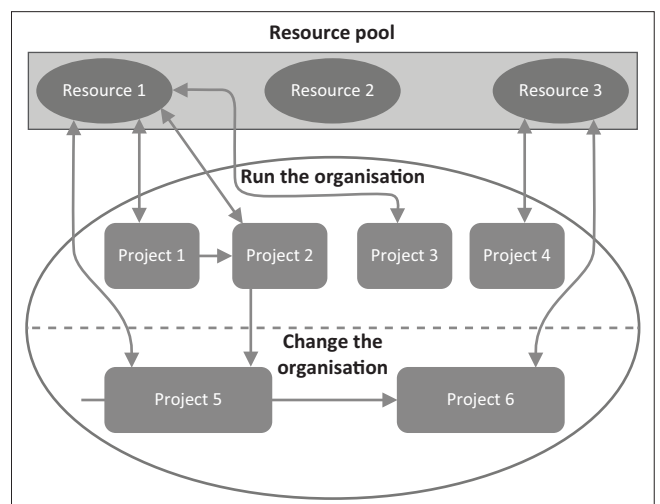 Resource pool
Resource 1
Resource 2
Resource 3
Run the organisation
Project 1
Project 2
Project 3
Project 4
Change the
organisation
Project 5
Project 6